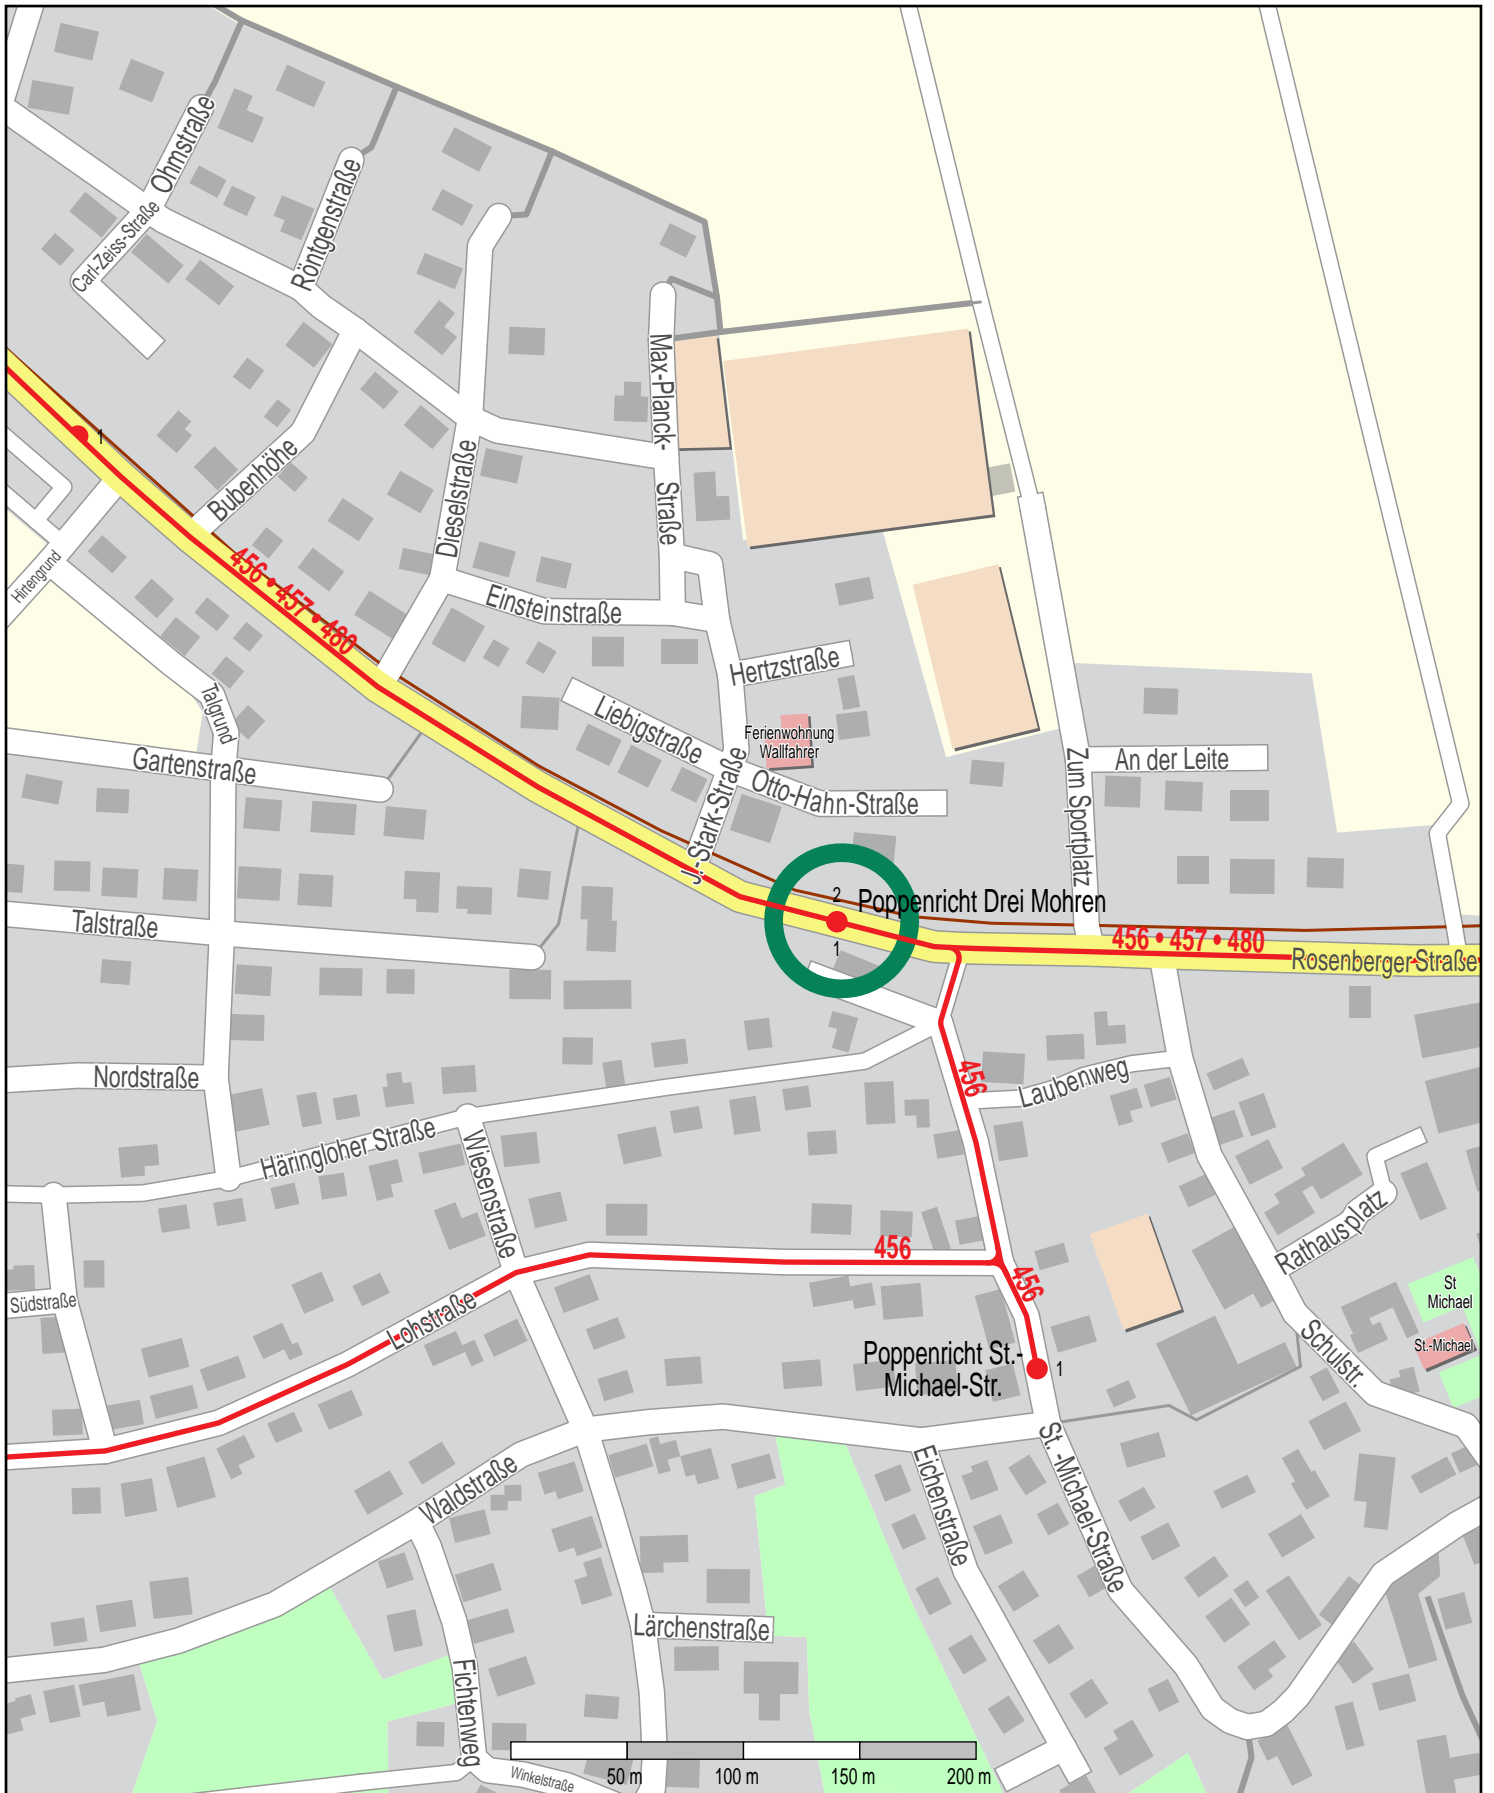 Ohmstraße
Carl-Zeiss-Straße
Röntgenstraße
Max-Planck-
Straße
1
Bubenhöhe
Dieselstraße
456 • 457 • 480
Hirtengrund
Einsteinstraße
Hertzstraße
Liebigstraße
Talgrund
Ferienwohnung
Wallfahrer
Gartenstraße
J.-Stark-Straße
Otto-Hahn-Straße
Zum Sportplatz
An der Leite
2
Poppenricht Drei Mohren
1
Talstraße
456 • 457 • 480
Rosenberger Straße
Nordstraße
456
Laubenweg
Häringloher Straße
Wiesenstraße
Rathausplatz
456
456
Südstraße
Lohstraße
St
Michael
St.-Michael
Schulstr.
Poppenricht St.-
Michael-Str.
1
Waldstraße
Eichenstraße
St.-Michael-Straße
Lärchenstraße
Fichtenweg
Winkelstraße
50 m
100 m
150 m
200 m